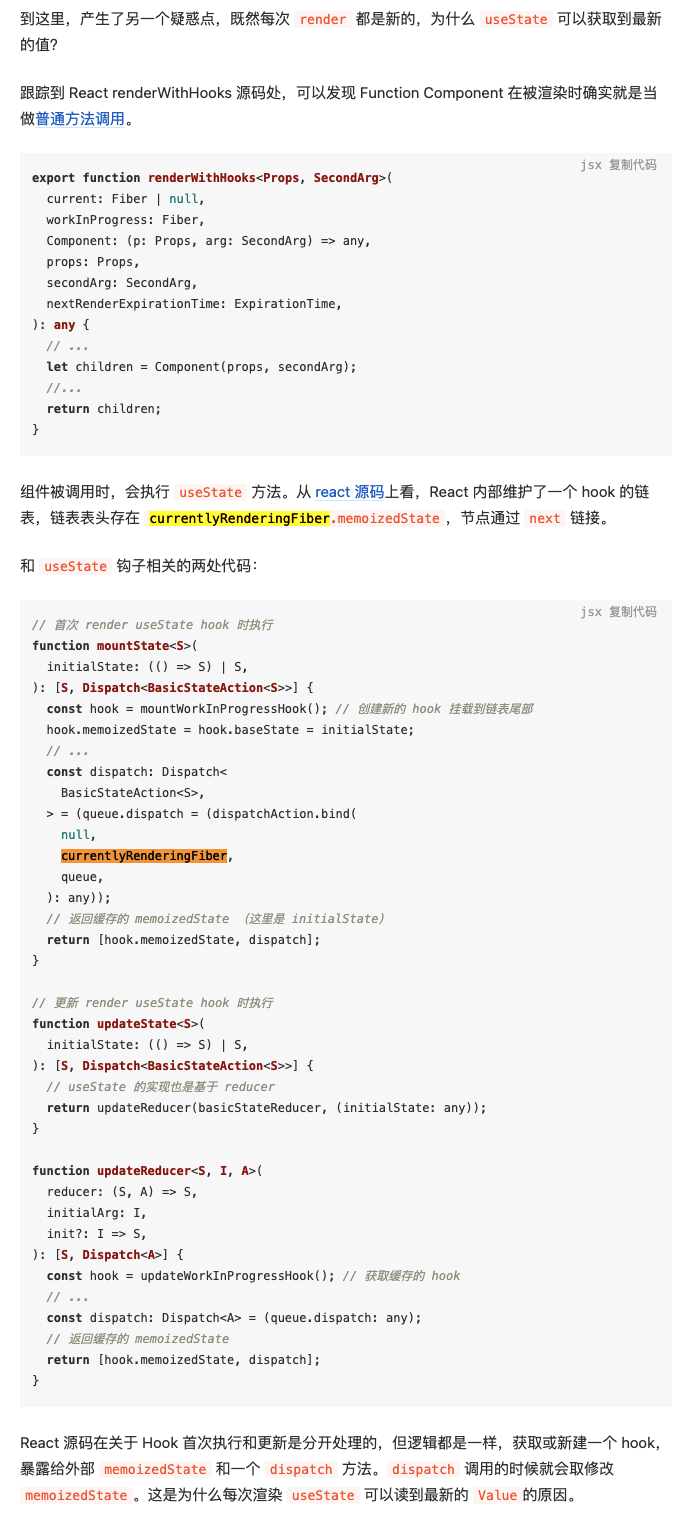 到这里，产生了另一个疑惑点，既然每次 render 都是新的，为什么 useState 可以获取到最新
的值？
跟踪到 React renderWithHooks 源码处，可以发现 Function Component 在被渲染时确实就是当
做普通方法调用。
jsx 复制代码
export function renderWithHooks<Props, SecondArg>(
  current: Fiber | null,
  workInProgress: Fiber,
  Component: (p: Props, arg: SecondArg) => any,
  props: Props,
  secondArg: SecondArg,
  nextRenderExpirationTime: ExpirationTime,
): any {
  // ...
  let children = Component(props, secondArg);
  //...
  return children;
}
组件被调用时，会执行 useState 方法。从 react 源码上看，React 内部维护了一个 hook 的链
表，链表表头存在 currentlyRenderingFiber.memoizedState ，节点通过 next 链接。
和 useState 钩子相关的两处代码：
jsx 复制代码
// 首次 render useState hook 时执行
function mountState<S>(
  initialState: (() => S) | S,
): [S, Dispatch<BasicStateAction<S>>] {
  const hook = mountWorkInProgressHook(); // 创建新的 hook 挂载到链表尾部
  hook.memoizedState = hook.baseState = initialState;
  // ...
  const dispatch: Dispatch<
    BasicStateAction<S>,
  > = (queue.dispatch = (dispatchAction.bind(
    null,
    currentlyRenderingFiber,
    queue,
  ): any));
  // 返回缓存的 memoizedState （这里是 initialState）
  return [hook.memoizedState, dispatch];
}
// 更新 render useState hook 时执行
function updateState<S>(
  initialState: (() => S) | S,
): [S, Dispatch<BasicStateAction<S>>] {
  // useState 的实现也是基于 reducer
  return updateReducer(basicStateReducer, (initialState: any));
}
function updateReducer<S, I, A>(
  reducer: (S, A) => S,
  initialArg: I,
  init?: I => S,
): [S, Dispatch<A>] {
  const hook = updateWorkInProgressHook(); // 获取缓存的 hook
  // ...
  const dispatch: Dispatch<A> = (queue.dispatch: any);
  // 返回缓存的 memoizedState
  return [hook.memoizedState, dispatch];
}
React 源码在关于 Hook 首次执行和更新是分开处理的，但逻辑都是一样，获取或新建一个 hook，
暴露给外部 memoizedState 和一个 dispatch 方法。 dispatch 调用的时候就会取修改
memoizedState 。这是为什么每次渲染 useState 可以读到最新的 Value 的原因。